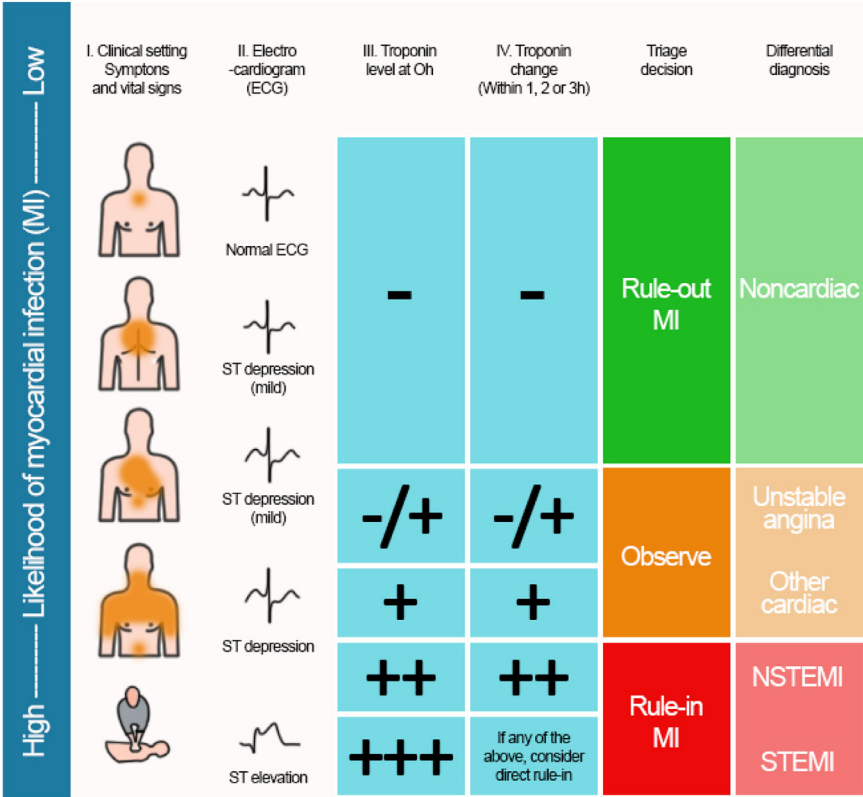 High ------- Likelihood of myocardial infection (MI) ----------- Low
I. Clinical setting
Symptons
and vital signs
II. Electro
-cardiogram
(ECG)
III. Troponin
level at Oh
IV. Troponin
change
(Within 1, 2 or 3h)
Triage
decision
Differential
diagnosis
Normal ECG
ST depression
(mild)
ST depression
(mild)
ST depression
ST elevation
-
-
Rule-out
MI
Noncardiac
-/+
-/+
Observe
Unstable
angina
+
+
Other
cardiac
++
++
Rule-in
MI
NSTEMI
+++
If any of the
above, consider
direct rule-in
STEMI